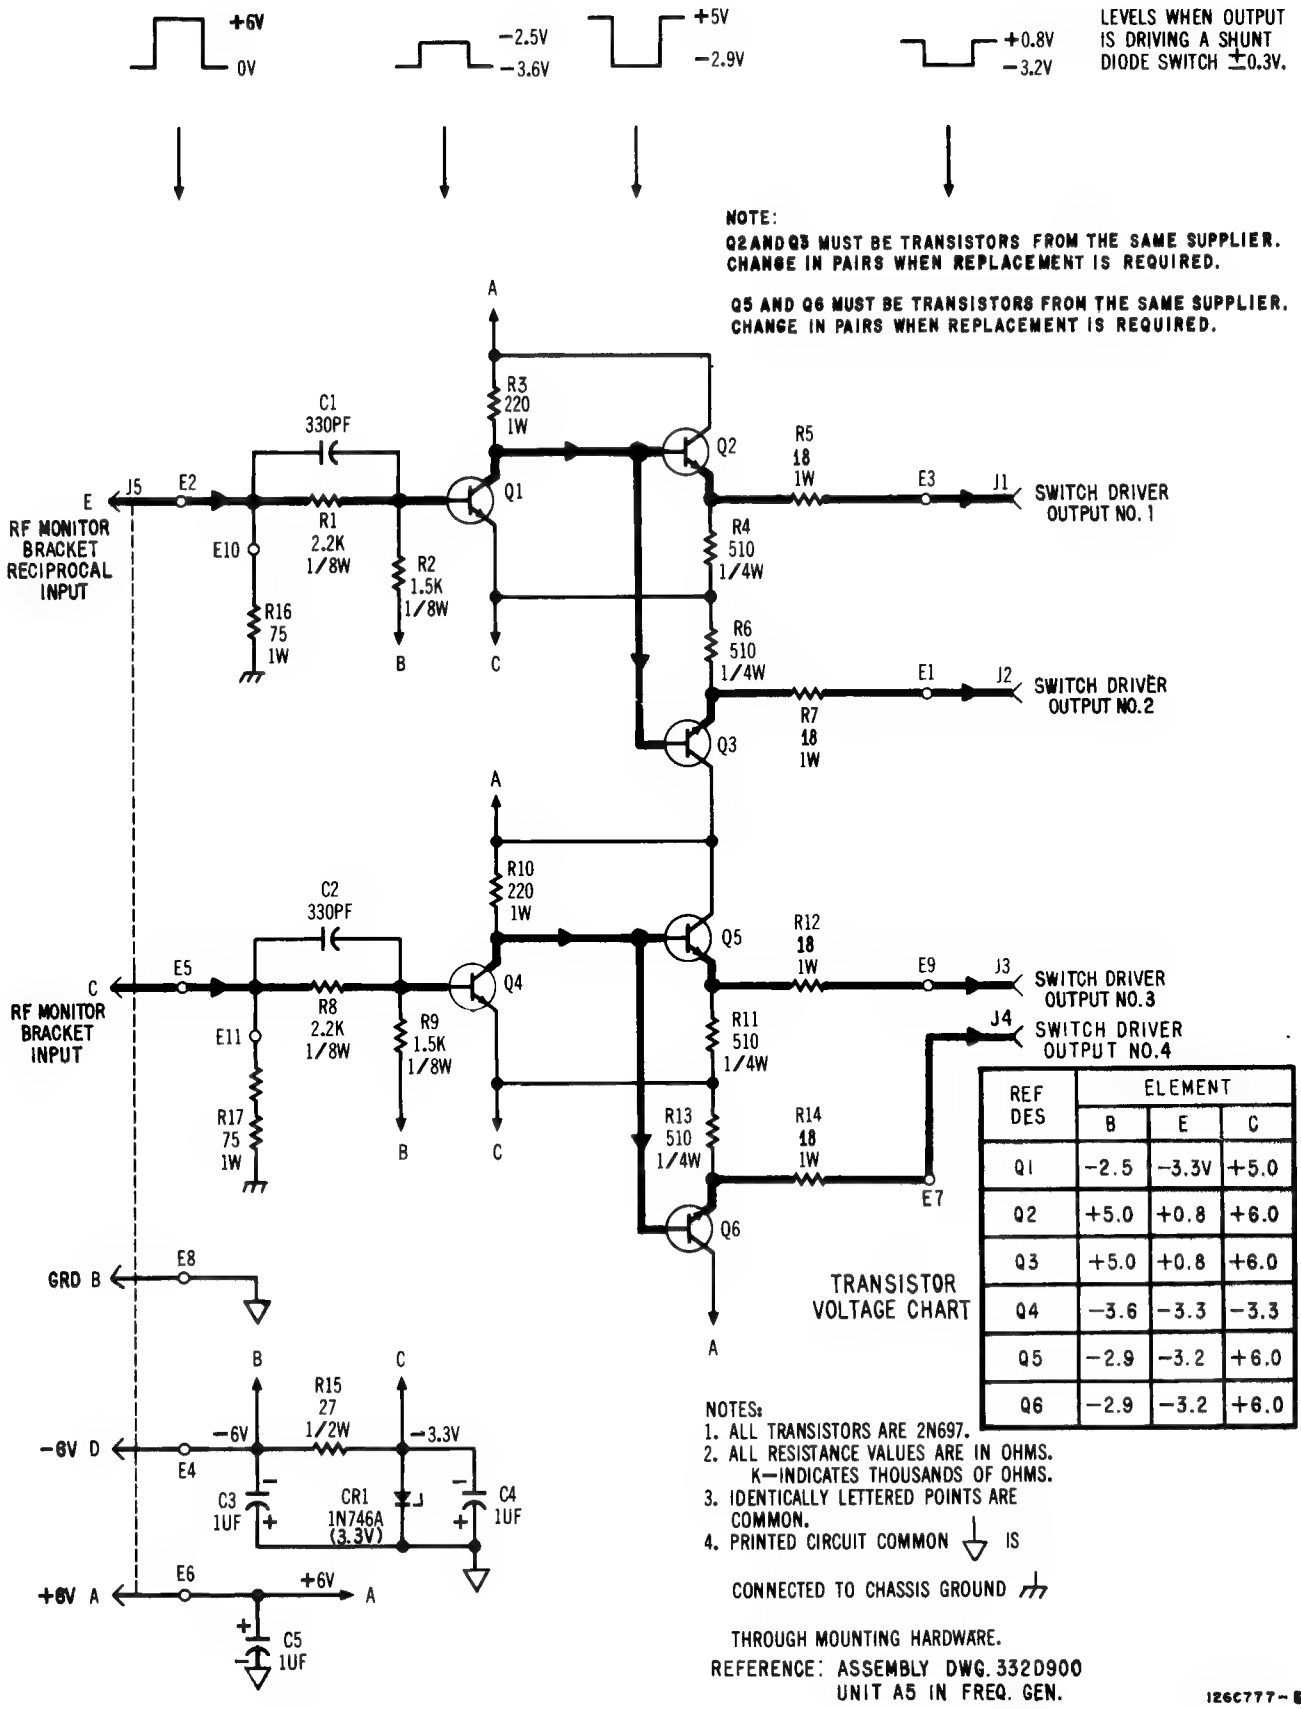 +6V
0V
-2.5V
-3.6V
+5V
-2.9V
+0.8V
-3.2V
LEVELS WHEN OUTPUT
IS DRIVING A SHUNT
DIODE SWITCH ±0.3V.
NOTE:
Q2 AND Q3 MUST BE TRANSISTORS FROM THE SAME SUPPLIER.
CHANGE IN PAIRS WHEN REPLACEMENT IS REQUIRED.
Q5 AND Q6 MUST BE TRANSISTORS FROM THE SAME SUPPLIER.
CHANGE IN PAIRS WHEN REPLACEMENT IS REQUIRED.
A
R3
220
1W
C1
330PF
Q2
R5
18
1W
E J5 E2
Q1
E3 J1
SWITCH DRIVER
OUTPUT NO. 1
RF MONITOR
BRACKET
RECIPROCAL
INPUT
R1
2.2K
1/8W
E10
R2
1.5K
1/8W
R4
510
1/4W
R16
75
1W
B
C
R6
510
1/4W
E1 J2
SWITCH DRIVER
OUTPUT NO.2
R7
18
1W
Q3
A
R10
220
1W
C2
330PF
Q5
R12
18
1W
C E5
Q4
E9 J3
SWITCH DRIVER
OUTPUT NO.3
RF MONITOR
BRACKET
INPUT
R8
2.2K
1/8W
E11
R9
1.5K
1/8W
R11
510
1/4W
J4
SWITCH DRIVER
OUTPUT NO.4
R17
75
1W
B
C
R13
510
1/4W
R14
18
1W
E7
Q6
A
REF DES ELEMENT
B E C
Q1 -2.5 -3.3V +5.0
Q2 +5.0 +0.8 +6.0
Q3 +5.0 +0.8 +6.0
Q4 -3.6 -3.3 -3.3
Q5 -2.9 -3.2 +6.0
Q6 -2.9 -3.2 +6.0
TRANSISTOR
VOLTAGE CHART
GRD B E8
B
C
R15
27
1/2W
-6V
-3.3V
-6V D
E4
-
C3
1UF
+
CR1
1N746A
(3.3V)
-
C4
1UF
+
+6V A E6 +6V A
+
C5
1UF
-
NOTES:
1. ALL TRANSISTORS ARE 2N697.
2. ALL RESISTANCE VALUES ARE IN OHMS.
K-INDICATES THOUSANDS OF OHMS.
3. IDENTICALLY LETTERED POINTS ARE
COMMON.
4. PRINTED CIRCUIT COMMON IS
CONNECTED TO CHASSIS GROUND
THROUGH MOUNTING HARDWARE.
REFERENCE: ASSEMBLY DWG. 332D900
UNIT A5 IN FREQ. GEN.